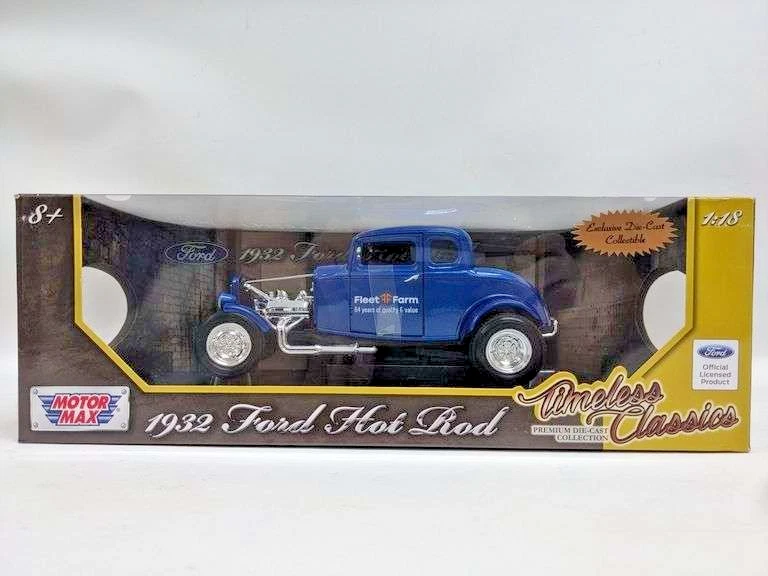 8+
Exclusive Die-Cast
Collectible
1:18
Ford
1932 Ford
Fleet Farm
64 years of quality & value
Ford
Official
Licensed
Product
MOTOR
MAX
1932 Ford Hot Rod
Timeless
Classics
PREMIUM DIE-CAST
COLLECTION